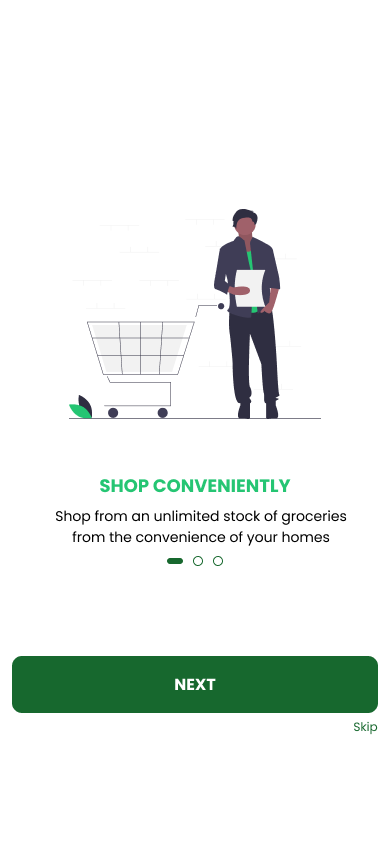 SHOP CONVENIENTLY
Shop from an unlimited stock of groceries
from the convenience of your homes
NEXT
Skip